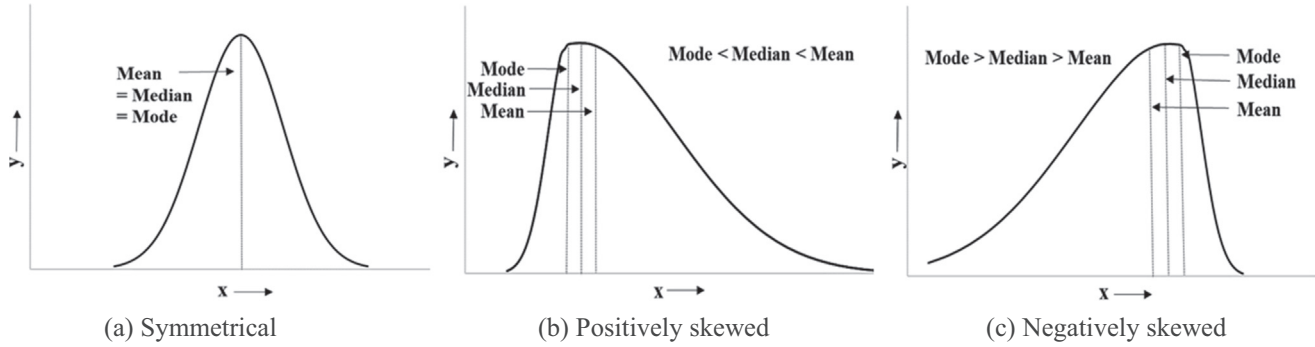 Mean
= Median
= Mode
y
x
(a) Symmetrical
Mode < Median < Mean
Mode
Median
Mean
y
x
(b) Positively skewed
Mode > Median > Mean
Mode
Median
Mean
y
x
(c) Negatively skewed